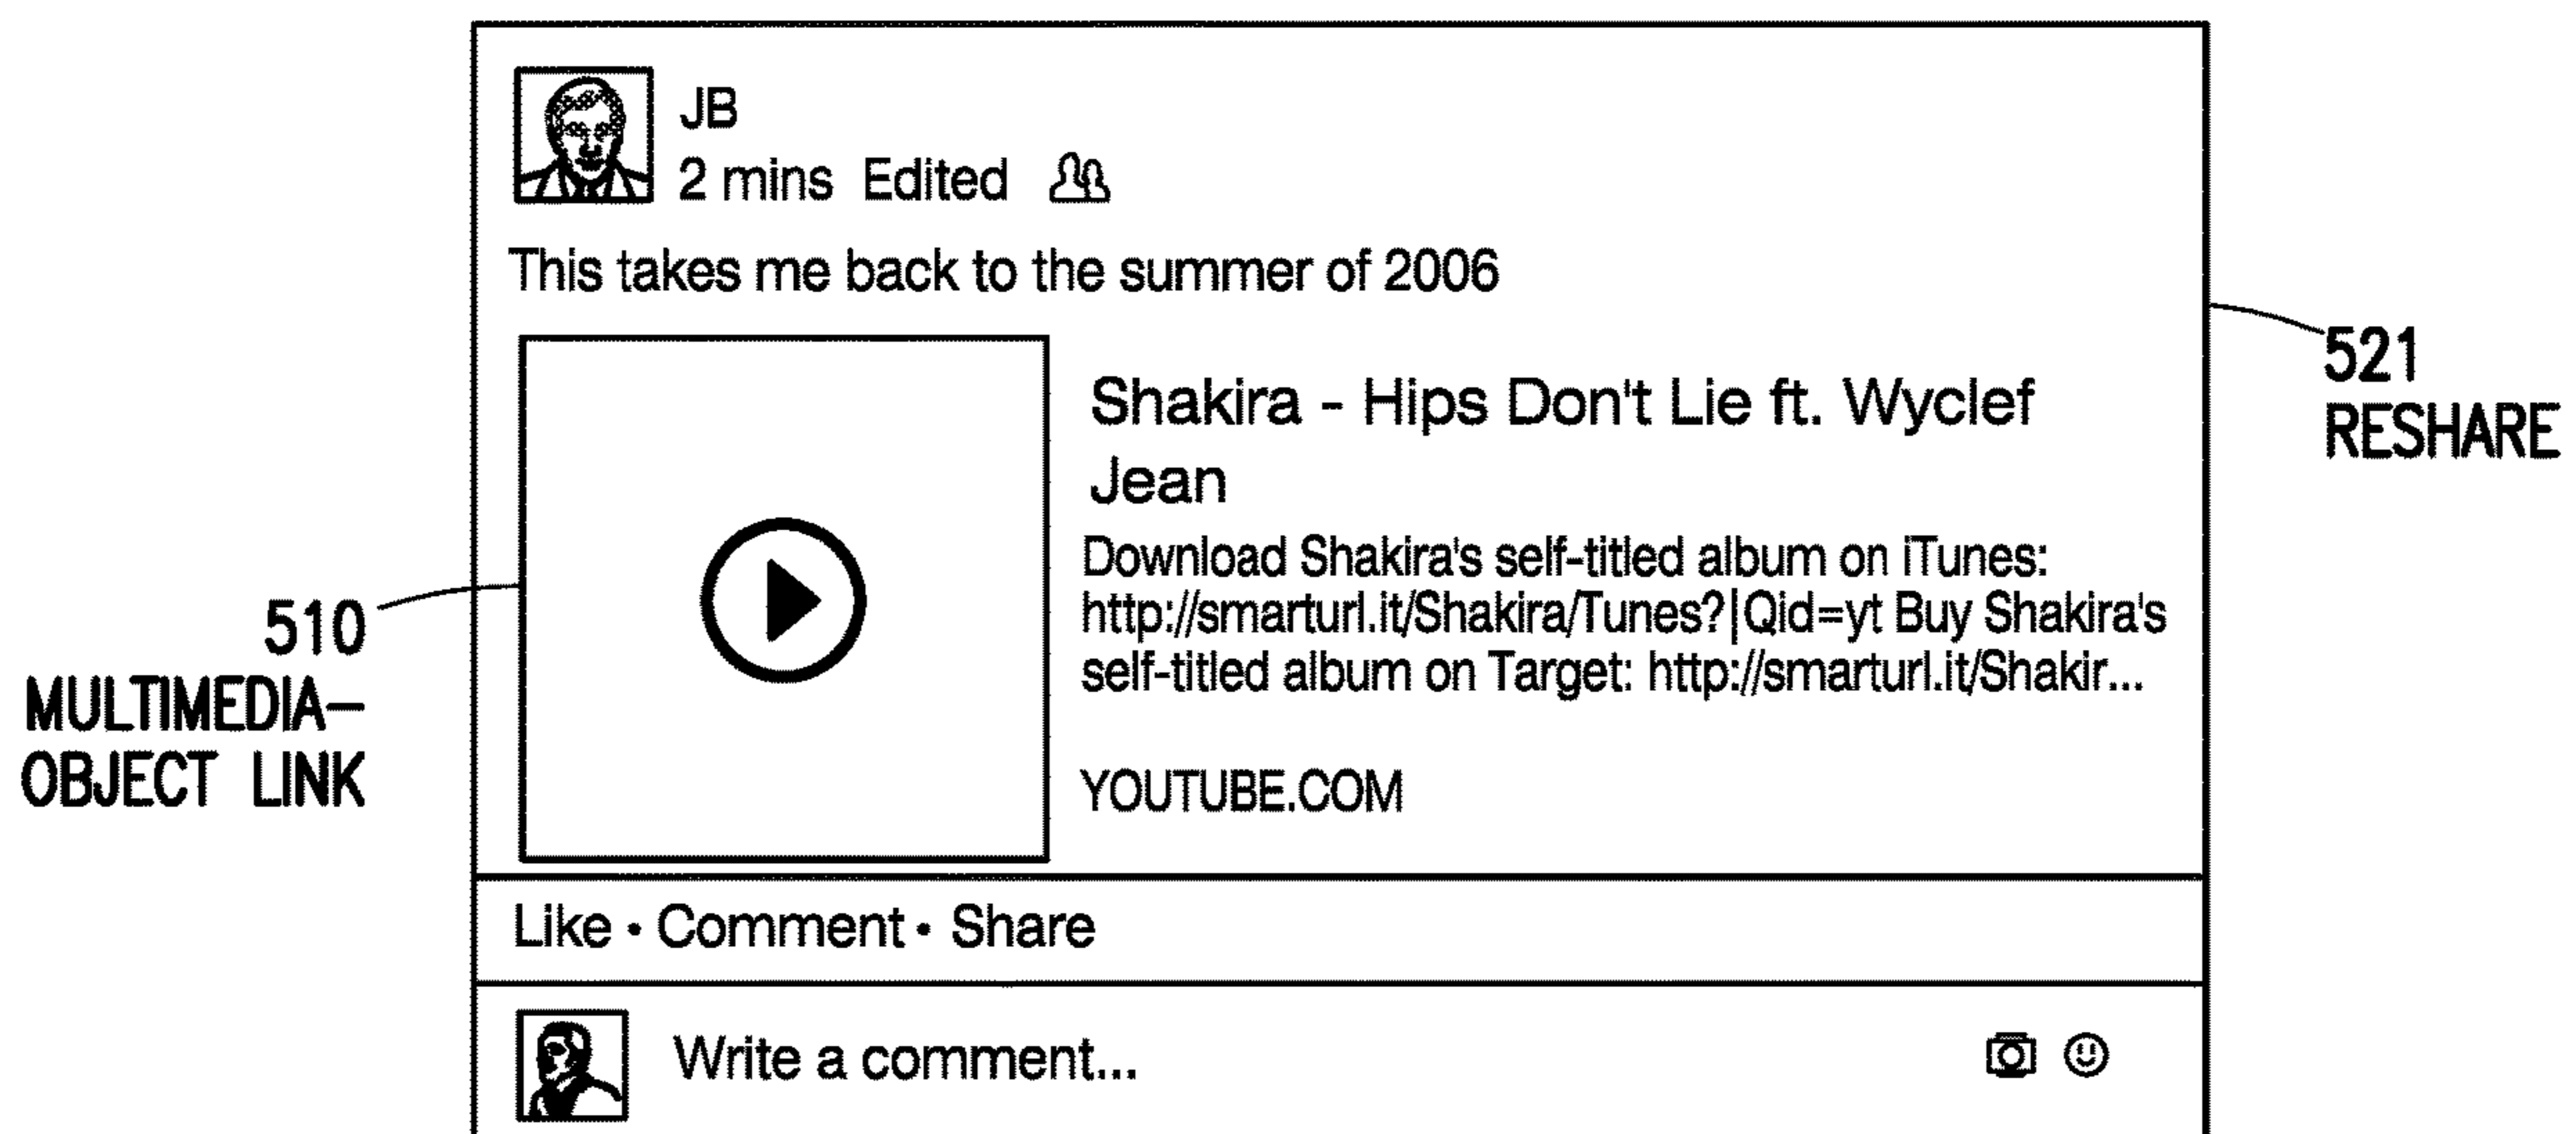 JB
2 mins Edited
This takes me back to the summer of 2006
521
RESHARE
Shakira - Hips Don't Lie ft. Wyclef
Jean
Download Shakira's self-titled album on iTunes:
http://smarturl.it/Shakira/Tunes?|Qid=yt Buy Shakira's
self-titled album on Target: http://smarturl.it/Shakir...
510
MULTIMEDIA-
OBJECT LINK
YOUTUBE.COM
Like · Comment · Share
Write a comment...